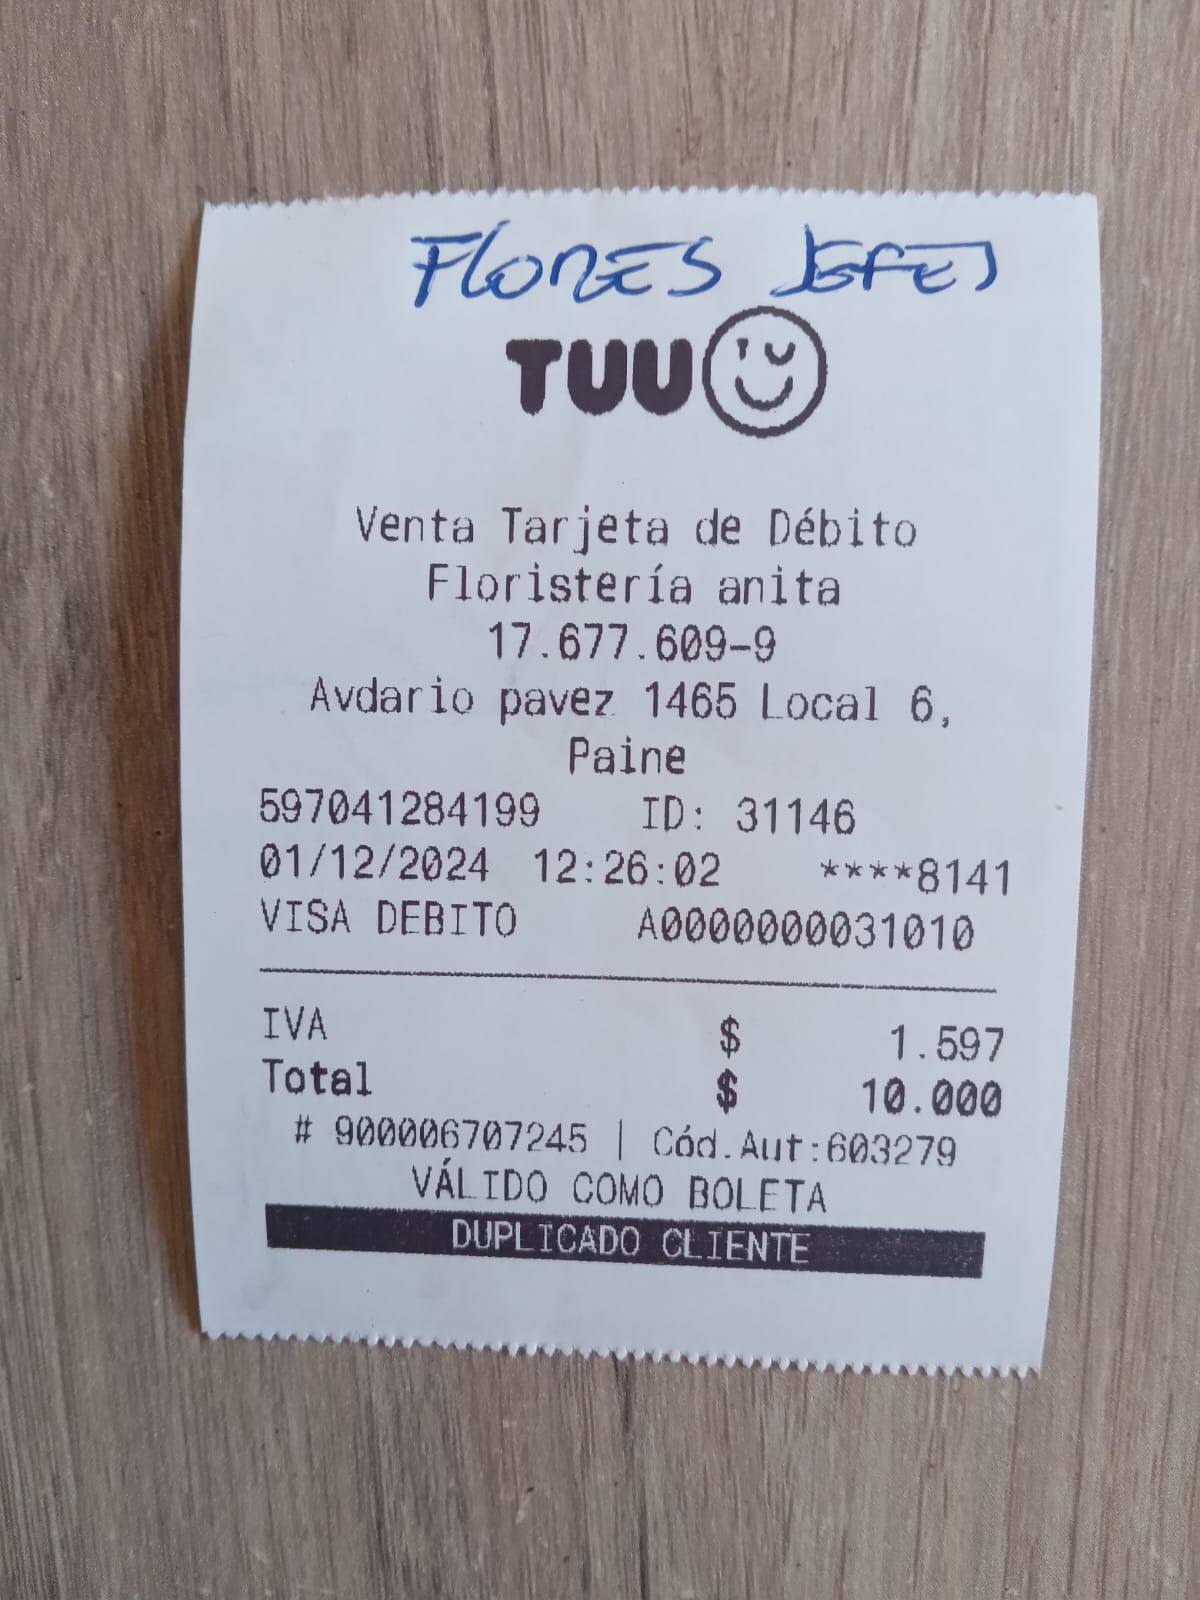 FLORES JEFES
TUU
Venta Tarjeta de Débito
Floristería anita
17.677.609-9
Avdario pavez 1465 Local 6,
Paine
597041284199 ID: 31146
01/12/2024 12:26:02 ****8141
VISA DEBITO A0000000031010
IVA $ 1.597
Total $ 10.000
# 900006707245 | Cód.Aut:603279
VÁLIDO COMO BOLETA
DUPLICADO CLIENTE